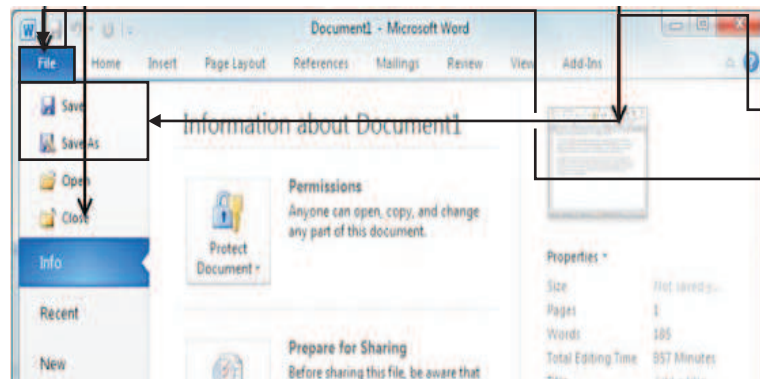 Document1 - Microsoft Word
File Home Insert Page Layout References Mailings Review View Add-Ins
Save
Save As
Open
Close
Info
Recent
New
Information about Document1
Protect
Document
Permissions
Anyone can open, copy, and change
any part of this document.
Prepare for Sharing
Before sharing this file, be aware that
Properties
Size Not saved y...
Pages 1
Words 185
Total Editing Time 857 Minutes